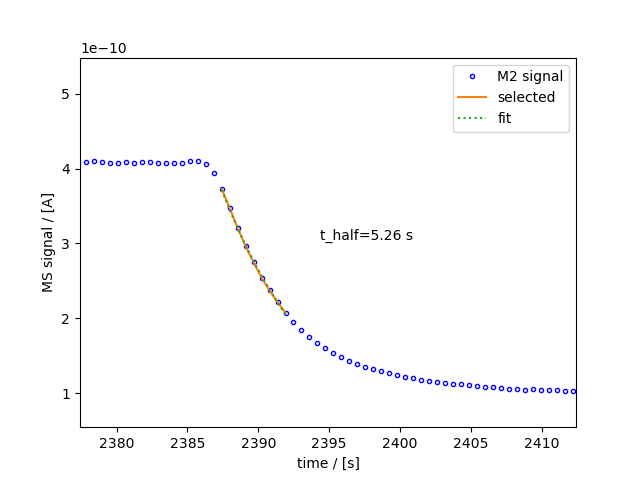 1e−10
M2 signal
selected
fit
5
4
3
2
1
MS signal / [A]
t_half=5.26 s
2380 2385 2390 2395 2400 2405 2410
time / [s]